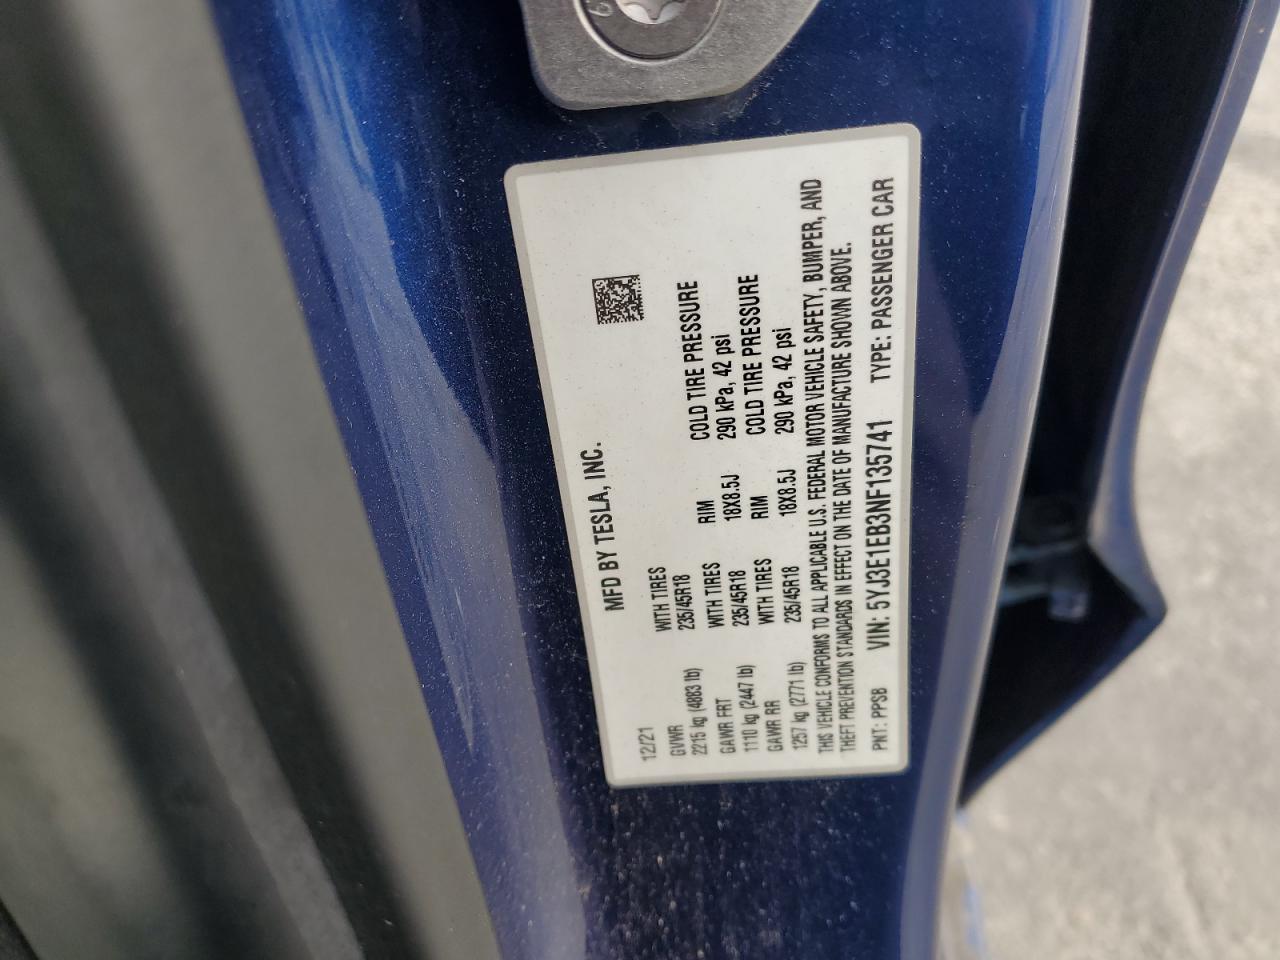 MFD BY TESLA, INC.
12/21
GVWR WITH TIRES RIM COLD TIRE PRESSURE
2215 kg (4883 lb) 235/45R18 18X8.5J 290 kPa, 42 psi
GAWR FRT WITH TIRES RIM COLD TIRE PRESSURE
1110 kg (2447 lb) 235/45R18 18X8.5J 290 kPa, 42 psi
GAWR RR WITH TIRES
1257 kg (2771 lb) 235/45R18
THIS VEHICLE CONFORMS TO ALL APPLICABLE U.S. FEDERAL MOTOR VEHICLE SAFETY, BUMPER, AND
THEFT PREVENTION STANDARDS IN EFFECT ON THE DATE OF MANUFACTURE SHOWN ABOVE.
PNT: PPSB VIN: 5YJ3E1EB3NF135741 TYPE: PASSENGER CAR